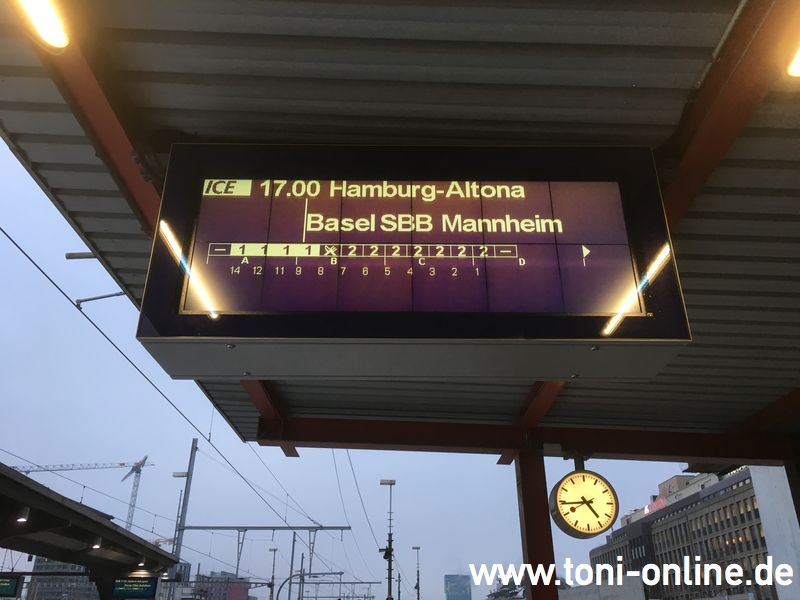 ICE 17.00 Hamburg-Altona
Basel SBB Mannheim
– 1 1 1 1 2 2 2 2 2 2 2 –
A B C D
14 12 11 9 8 7 6 5 4 3 2 1
www.toni-online.de